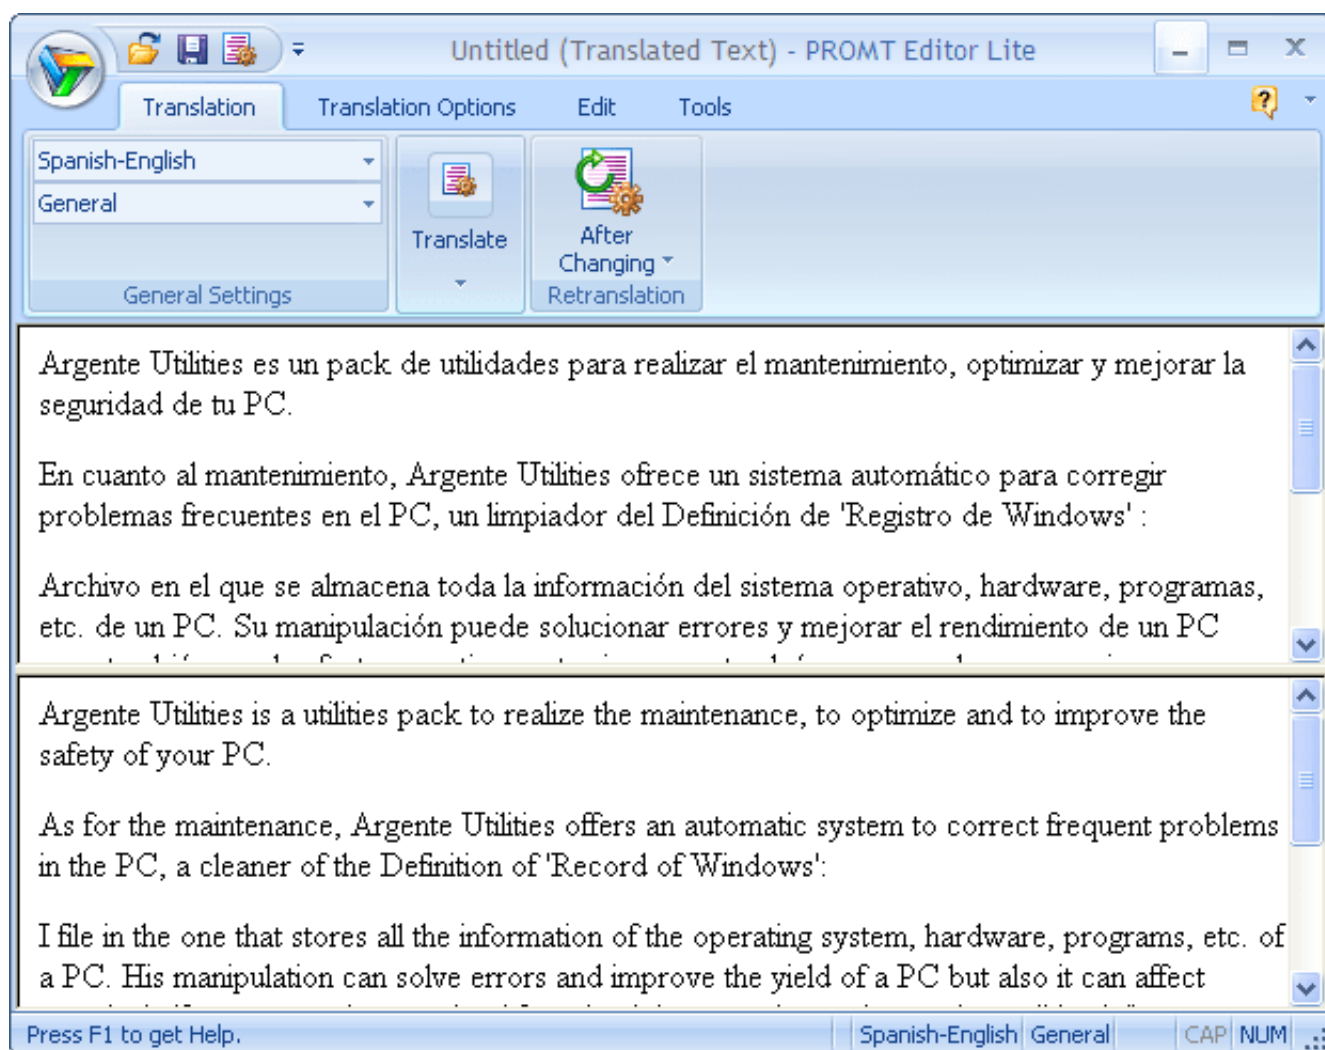 Untitled (Translated Text) - PROMT Editor Lite
Translation Translation Options Edit Tools
Spanish-English
General
General Settings
Translate
After
Changing
Retranslation
Argente Utilities es un pack de utilidades para realizar el mantenimiento, optimizar y mejorar la
seguridad de tu PC.
En cuanto al mantenimiento, Argente Utilities ofrece un sistema automático para corregir
problemas frecuentes en el PC, un limpiador del Definición de 'Registro de Windows' :
Archivo en el que se almacena toda la información del sistema operativo, hardware, programas,
etc. de un PC. Su manipulación puede solucionar errores y mejorar el rendimiento de un PC
Argente Utilities is a utilities pack to realize the maintenance, to optimize and to improve the
safety of your PC.
As for the maintenance, Argente Utilities offers an automatic system to correct frequent problems
in the PC, a cleaner of the Definition of 'Record of Windows':
I file in the one that stores all the information of the operating system, hardware, programs, etc. of
a PC. His manipulation can solve errors and improve the yield of a PC but also it can affect
Press F1 to get Help. Spanish-English General CAP NUM